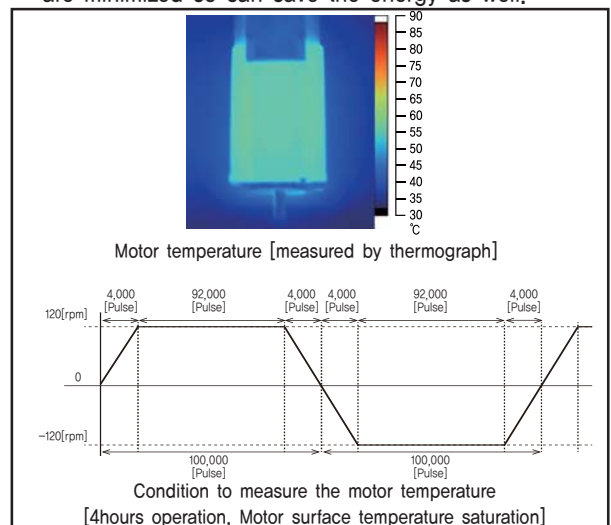 are minimized so can save the energy as well.
90
85
80
75
70
65
60
55
50
45
40
35
30
℃
Motor temperature [measured by thermograph]
4,000 92,000 4,000 4,000 92,000 4,000
[Pulse] [Pulse] [Pulse] [Pulse] [Pulse] [Pulse]
120[rpm]
0
-120[rpm]
100,000 100,000
[Pulse] [Pulse]
Condition to measure the motor temperature
[4hours operation, Motor surface temperature saturation]